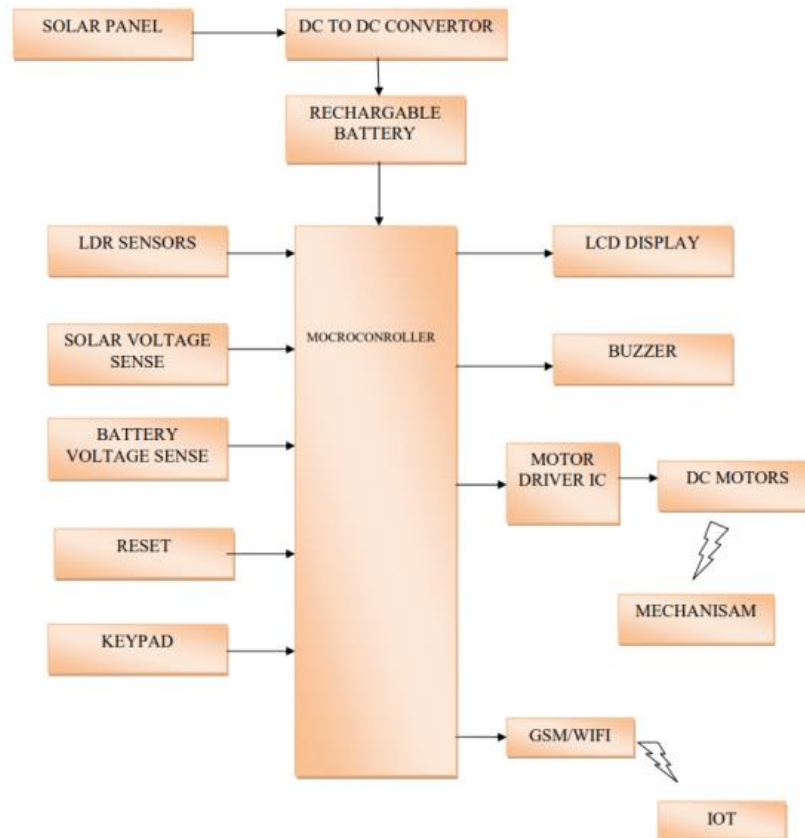 SOLAR PANEL
DC TO DC CONVERTOR
RECHARGABLE
BATTERY
LDR SENSORS
LCD DISPLAY
MOCROCONROLLER
SOLAR VOLTAGE
SENSE
BUZZER
BATTERY
VOLTAGE SENSE
MOTOR
DRIVER IC
DC MOTORS
RESET
MECHANISAM
KEYPAD
GSM/WIFI
IOT